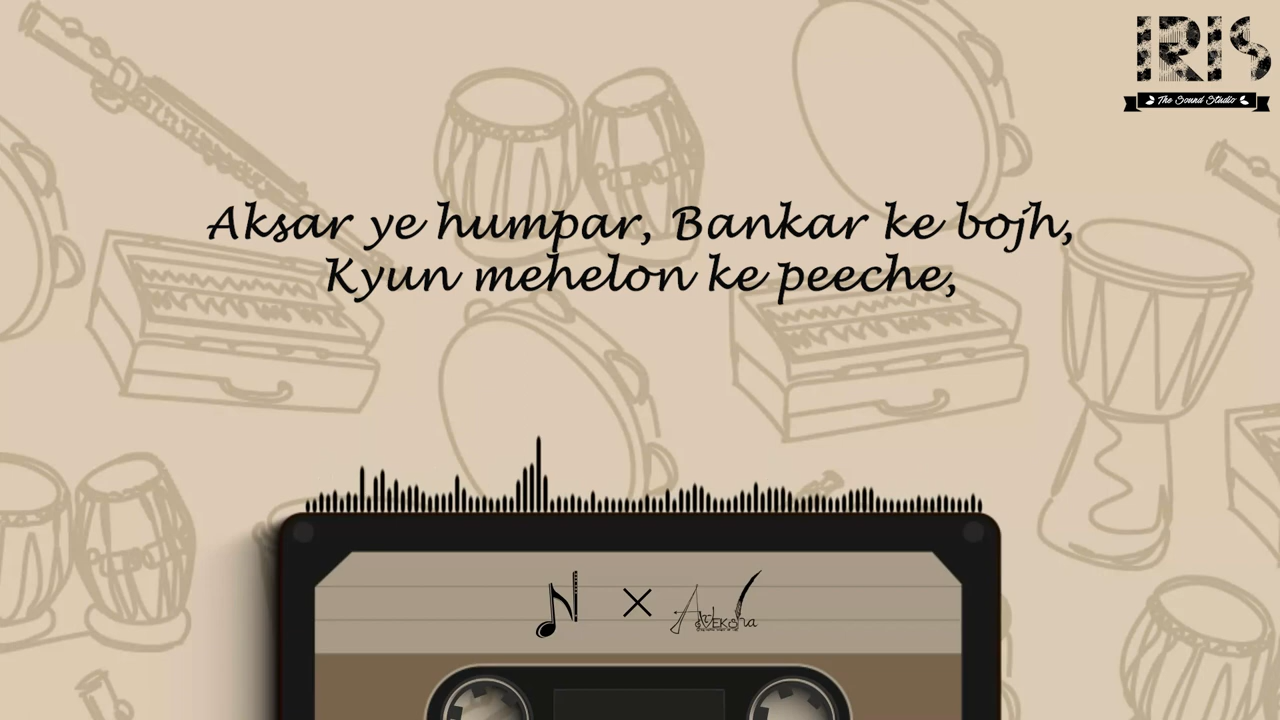 IRIS
The Sound Studio
Aksar ye humpar, Bankar ke bojh,
Kyun mehelon ke peeche,